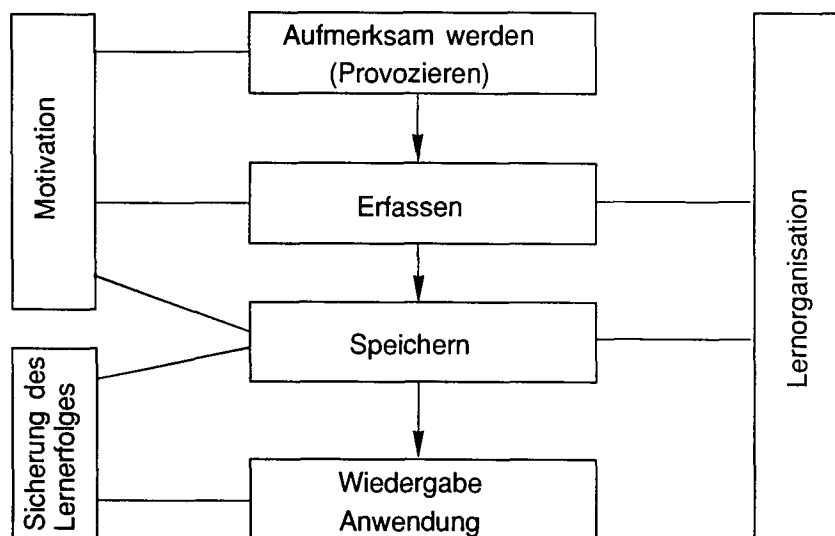 Aufmerksam werden
(Provozieren)
Motivation
Erfassen
Speichern
Lernorganisation
Sicherung des
Lernerfolges
Wiedergabe
Anwendung